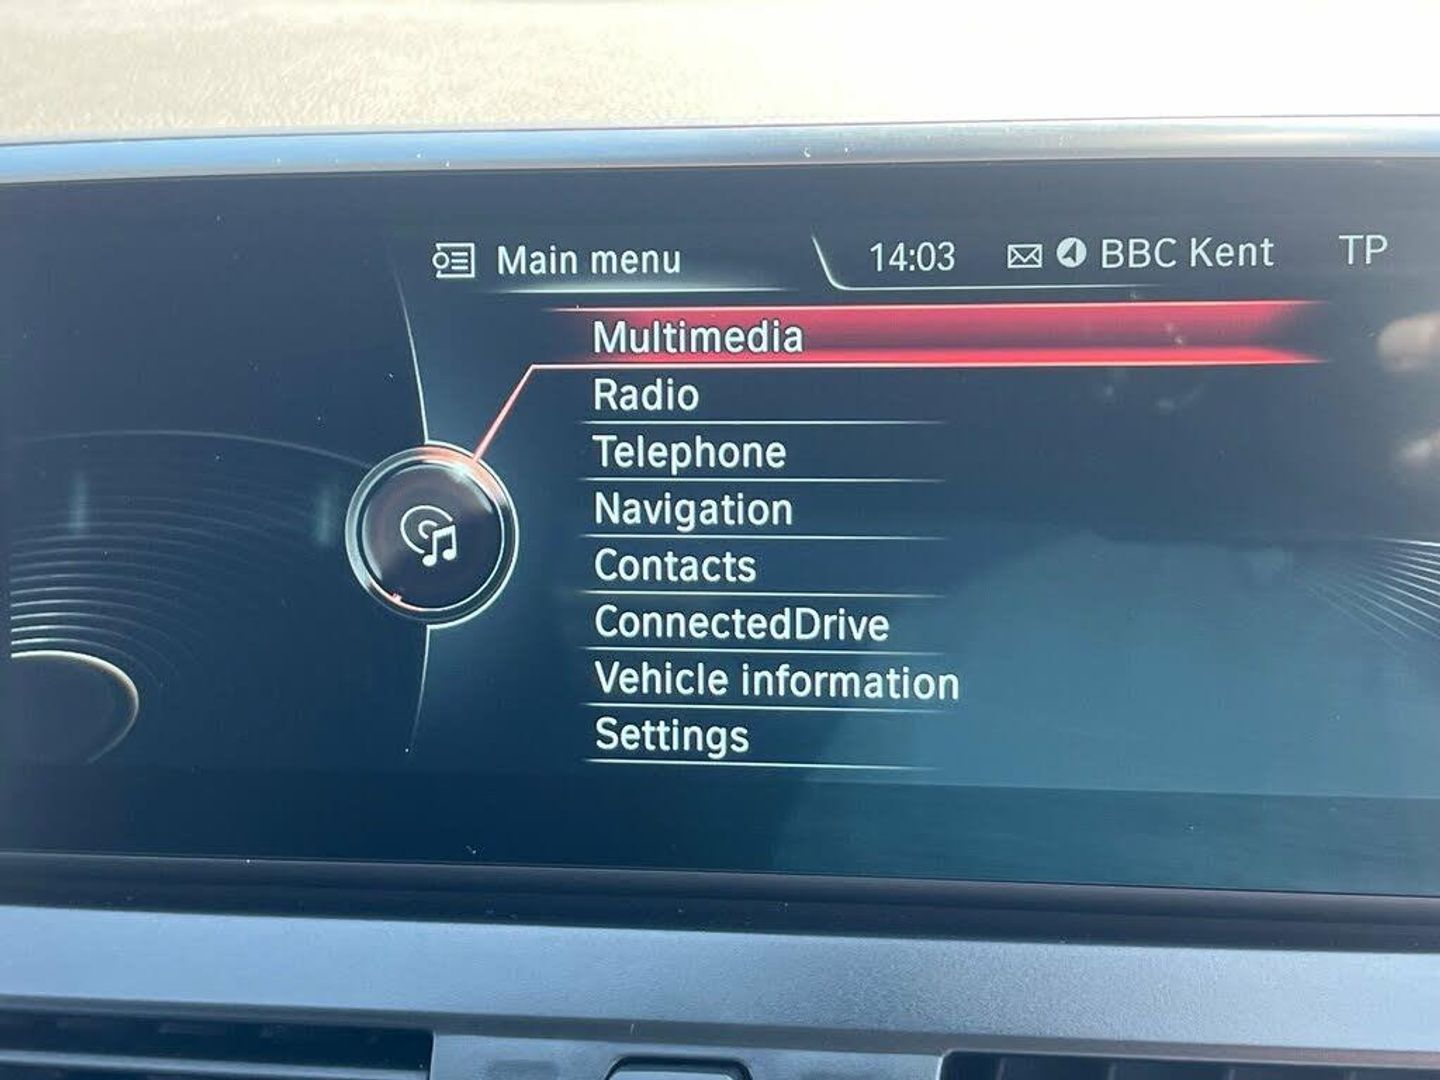 Main menu
14:03
BBC Kent
TP
Multimedia
Radio
Telephone
Navigation
Contacts
ConnectedDrive
Vehicle information
Settings